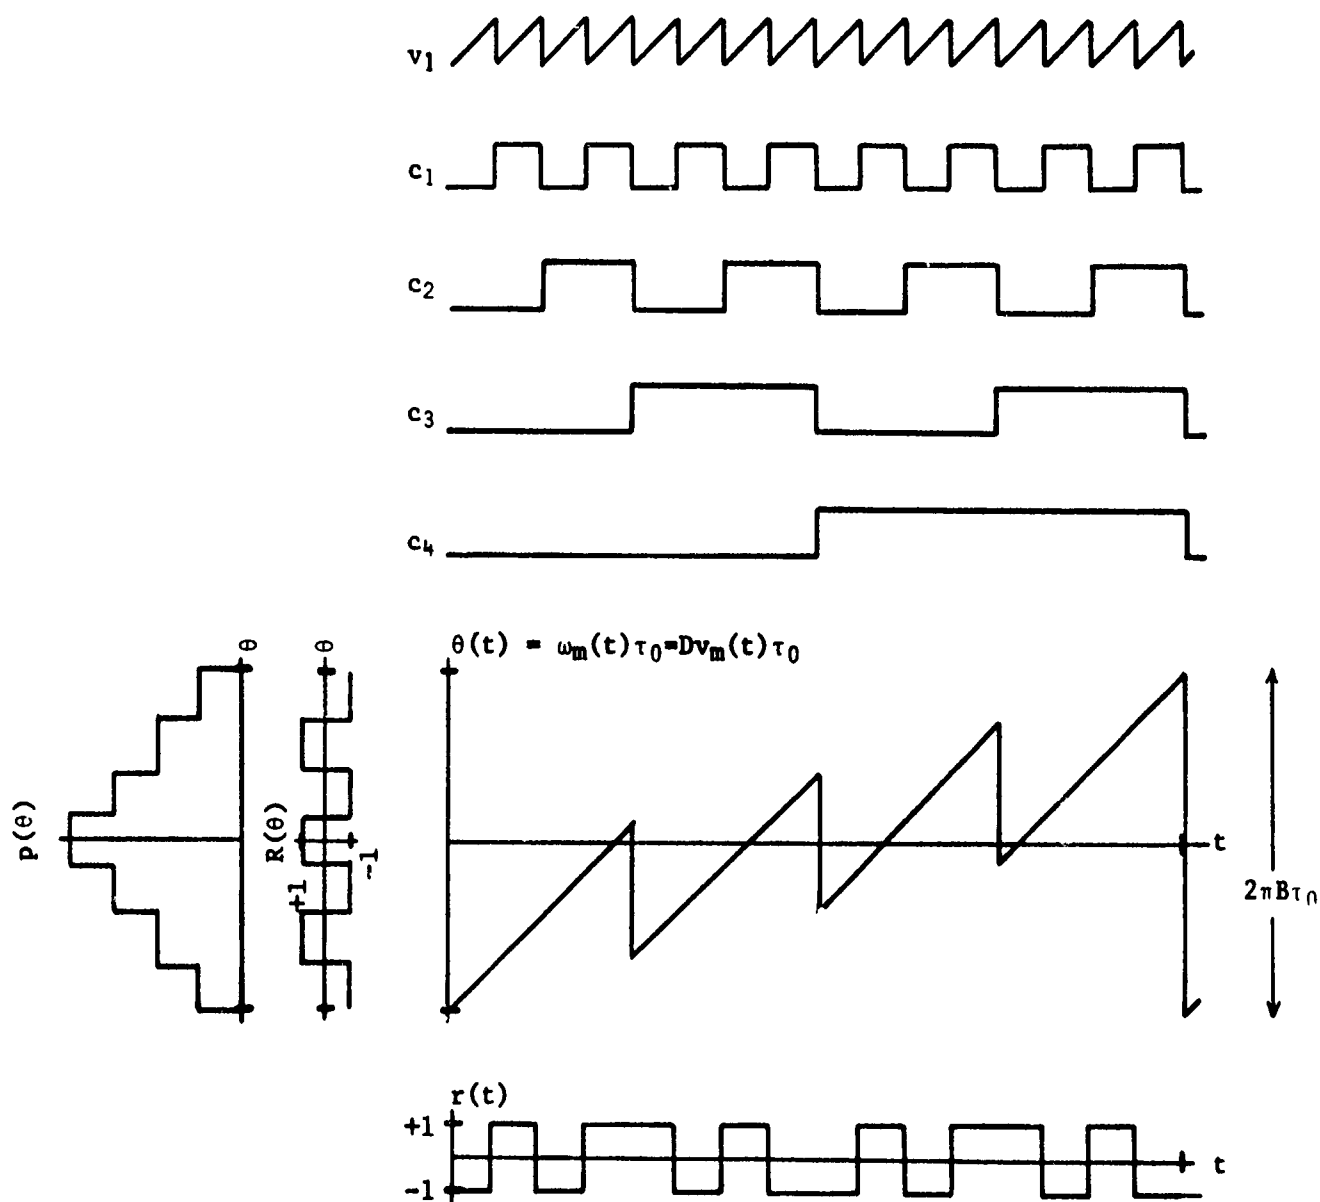 v₁
c₁
c₂
c₃
c₄
θ
θ
θ(t) = ωₘ(t)τ₀=Dvₘ(t)τ₀
p(θ)
R(θ)
+1
-1
t
2πBτ₀
r(t)
+1
-1
t